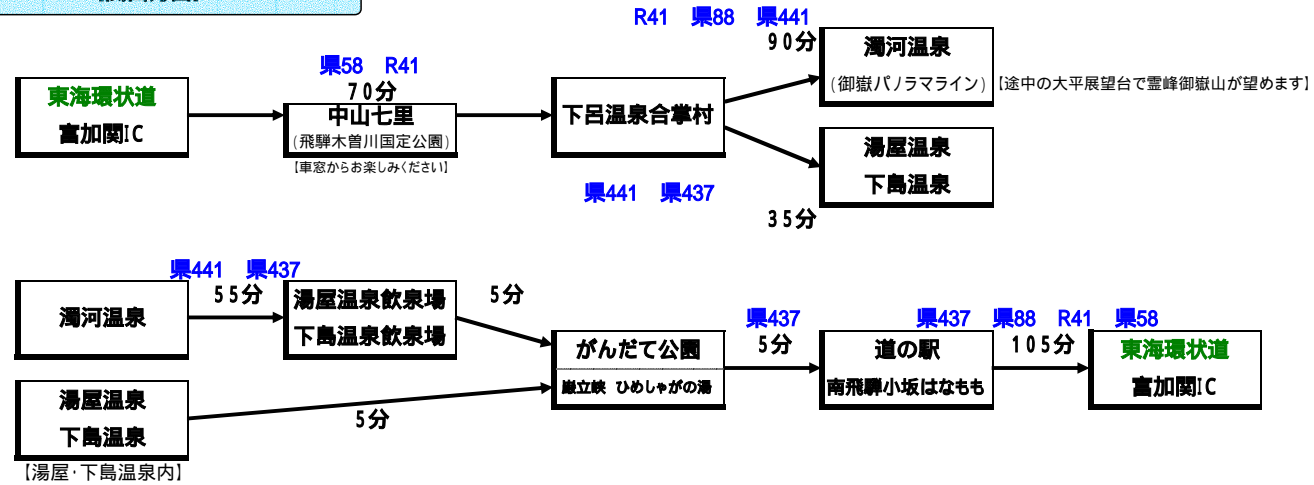 R41 県88 県441
90分
県58 R41
70分
東海環状道
富加関IC
中山七里
(飛騨木曽川国定公園)
【車窓からお楽しみください】
下呂温泉合掌村
濁河温泉
(御嶽パノラマライン)
【途中の大平展望台で霊峰御嶽山が望めます】
湯屋温泉
下島温泉
県441 県437
35分
県441 県437
55分
濁河温泉
湯屋温泉飲泉場
下島温泉飲泉場
5分
湯屋温泉
下島温泉
【湯屋・下島温泉内】
5分
がんだて公園
巌立峡 ひめしゃがの湯
県437
5分
道の駅
南飛騨小坂はなもも
県437 県88 R41 県58
105分
東海環状道
富加関IC